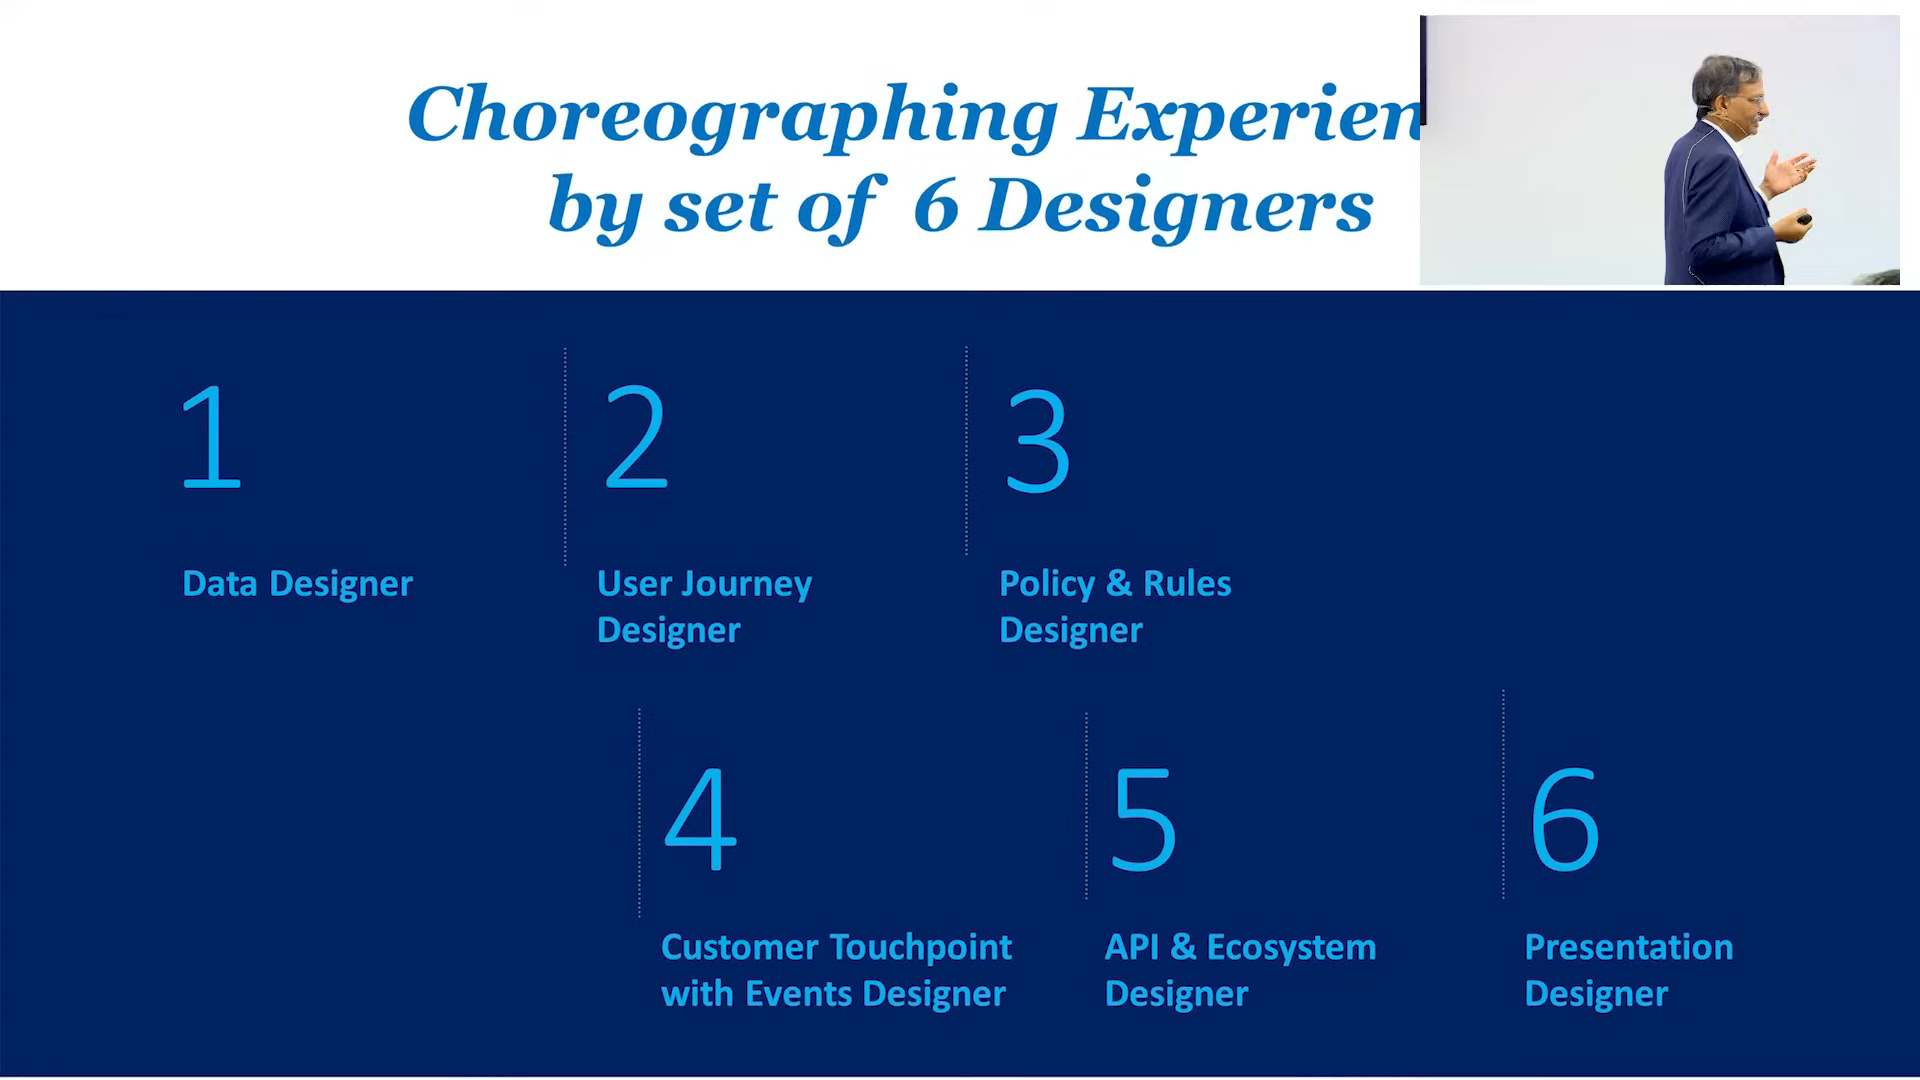 Choreographing Experien
by set of 6 Designers
1
2
3
Data Designer
User Journey
Designer
Policy & Rules
Designer
4
5
6
Customer Touchpoint
with Events Designer
API & Ecosystem
Designer
Presentation
Designer